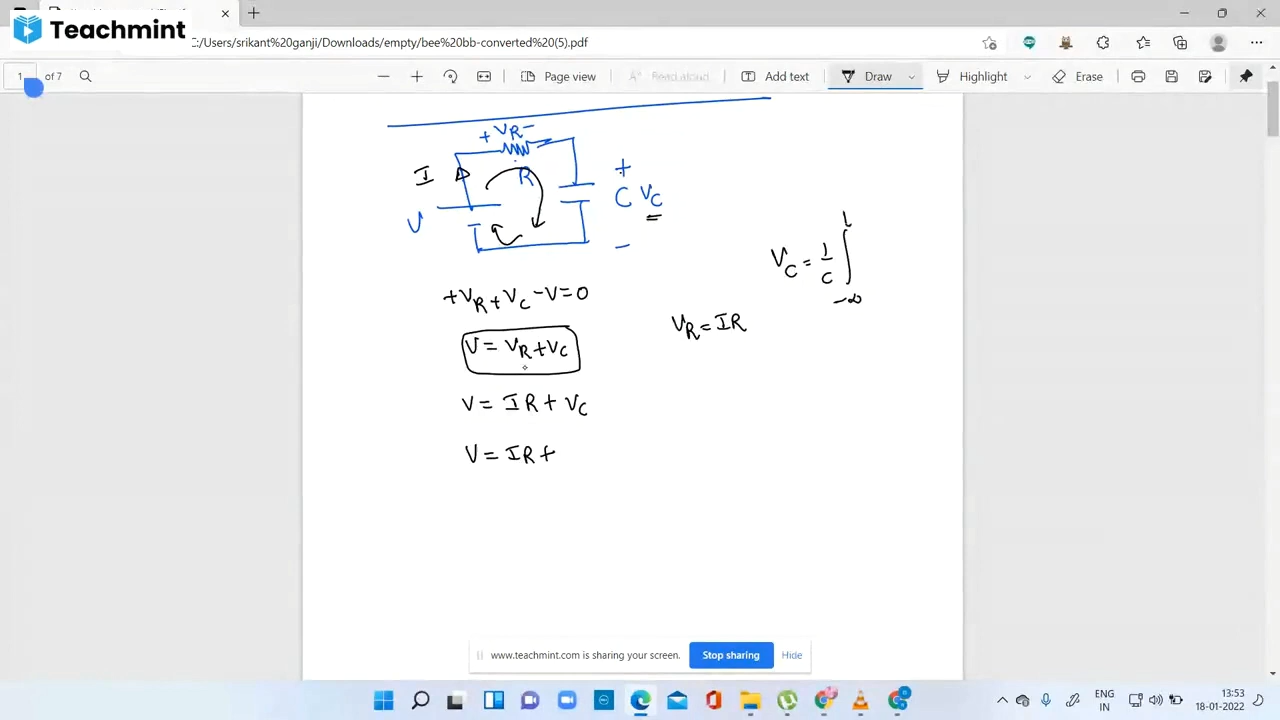 Teachmint
C:/Users/srikant%20ganji/Downloads/empty/bee%20bb-converted%20(5).pdf
1 of 7
Page view
Read aloud
Add text
Draw
Highlight
Erase
+ VR −
I
R
+
C VC
V
−
+VR+VC −V=0
V = VR+VC
V = IR + VC
V = IR +
VR = IR
VC = 1/C ∫
−∞
www.teachmint.com is sharing your screen.
Stop sharing
Hide
ENG
IN
13:53
18-01-2022